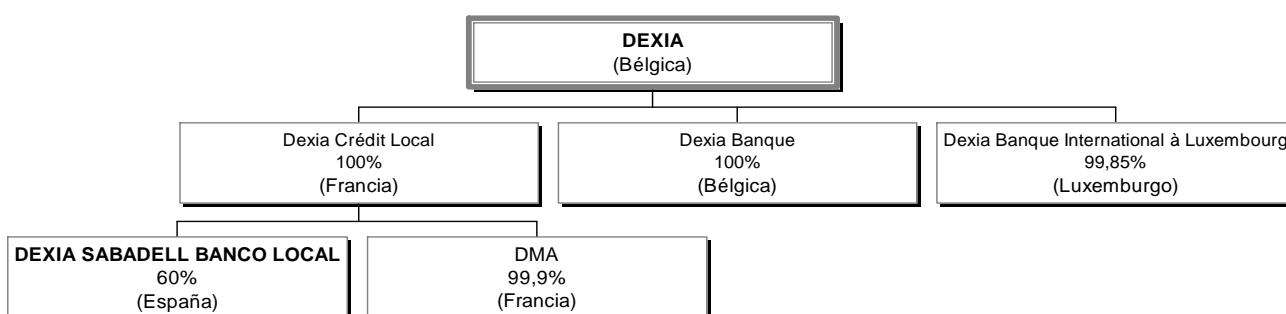 DEXIA
(Bélgica)
Dexia Crédit Local
100%
(Francia)
Dexia Banque
100%
(Bélgica)
Dexia Banque International à Luxembourg
99,85%
(Luxemburgo)
DEXIA SABADELL BANCO LOCAL
60%
(España)
DMA
99,9%
(Francia)